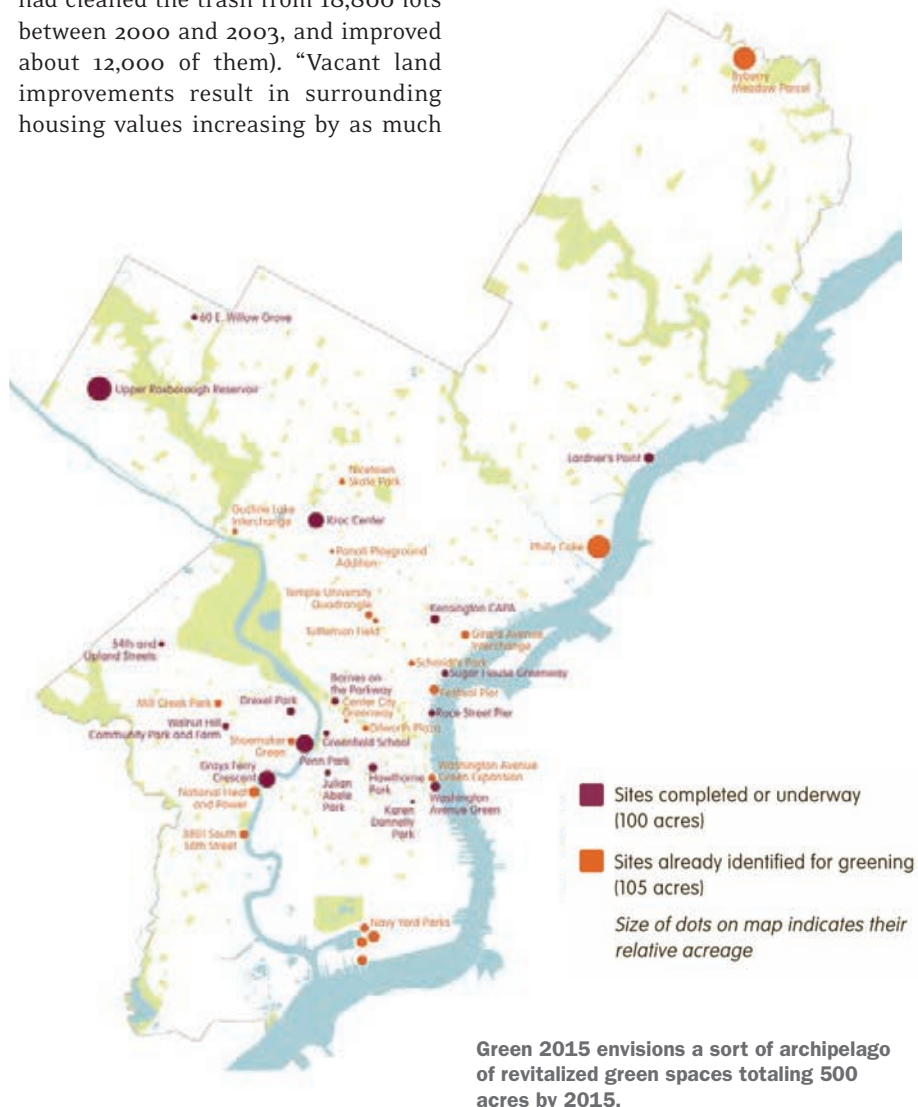 had cleaned the trash from 18,800 lots
between 2000 and 2003, and improved
about 12,000 of them). “Vacant land
improvements result in surrounding
housing values increasing by as much
Byberry
Meadow Parcel
60 E. Willow Grove
Upper Roxborough Reservoir
Lardner's Point
Nicetown
Skate Park
Gustine Lake
Interchange
Kroc Center
Panati Playground
Addition
Philly Coke
Temple University
Quadrangle
Tuttleman Field
Kensington CAPA
Girard Avenue
Interchange
54th and
Upland Streets
Schmidt's Park
Sugar House Greenway
Festival Pier
Mill Creek Park
Drexel Park
Barnes on
the Parkway
Center City
Greenway
Race Street Pier
Walnut Hill
Community Park and Farm
Dilworth Plaza
Shoemaker
Green
Greenfield School
Penn Park
Grays Ferry
Crescent
Julian
Abele
Park
Hawthorne
Park
Washington Avenue
Green Expansion
National Heat
and Power
Karen
Donnelly
Park
Washington
Avenue Green
South
Street
Navy Yard Parks
Sites completed or underway
(100 acres)
Sites already identified for greening
(105 acres)
Size of dots on map indicates their
relative acreage
Green 2015 envisions a sort of archipelago
of revitalized green spaces totaling 500
acres by 2015.